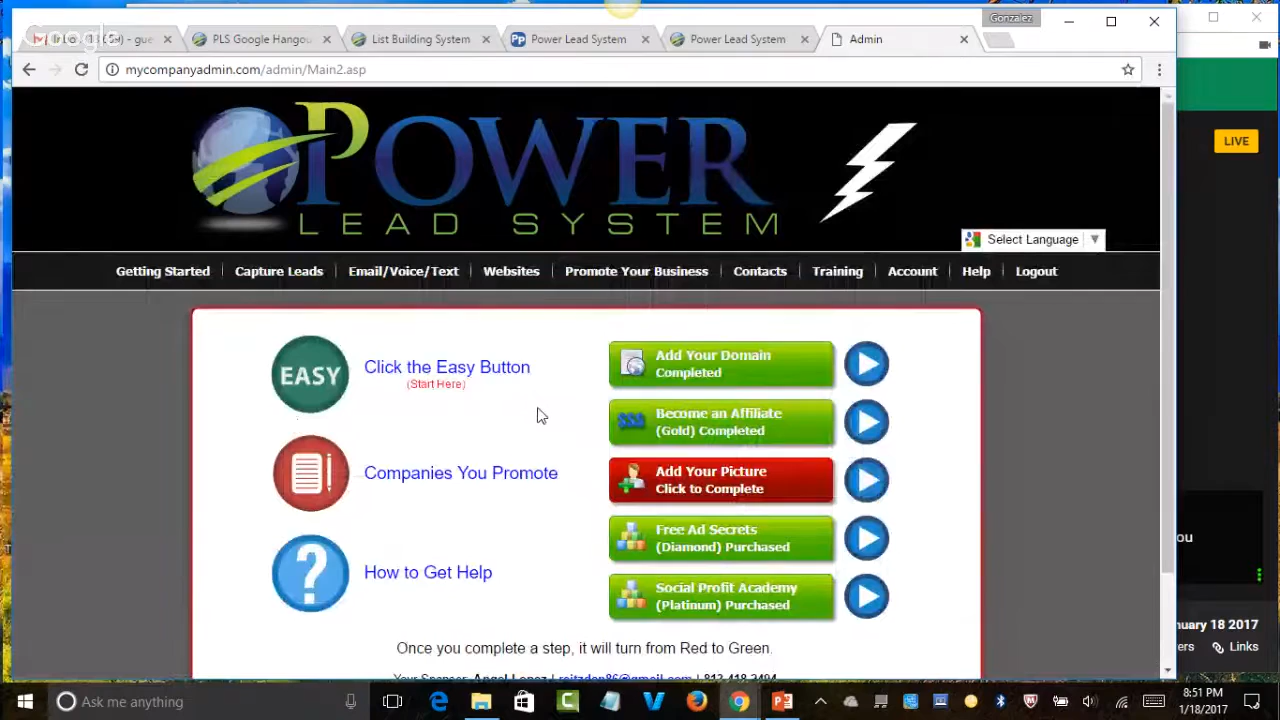 Gonzalez
PLS Google Hangou
List Building System
Power Lead System
Power Lead System
Admin
mycompanyadmin.com/admin/Main2.asp
LIVE
POWER
LEAD SYSTEM
Select Language
Getting Started
Capture Leads
Email/Voice/Text
Websites
Promote Your Business
Contacts
Training
Account
Help
Logout
EASY
Click the Easy Button
(Start Here)
Companies You Promote
?
How to Get Help
Add Your Domain
Completed
$$$
Become an Affiliate
(Gold) Completed
Add Your Picture
Click to Complete
Free Ad Secrets
(Diamond) Purchased
Social Profit Academy
(Platinum) Purchased
Once you complete a step, it will turn from Red to Green.
ou
nuary 18 2017
ers
Links
Ask me anything
8:51 PM
1/18/2017